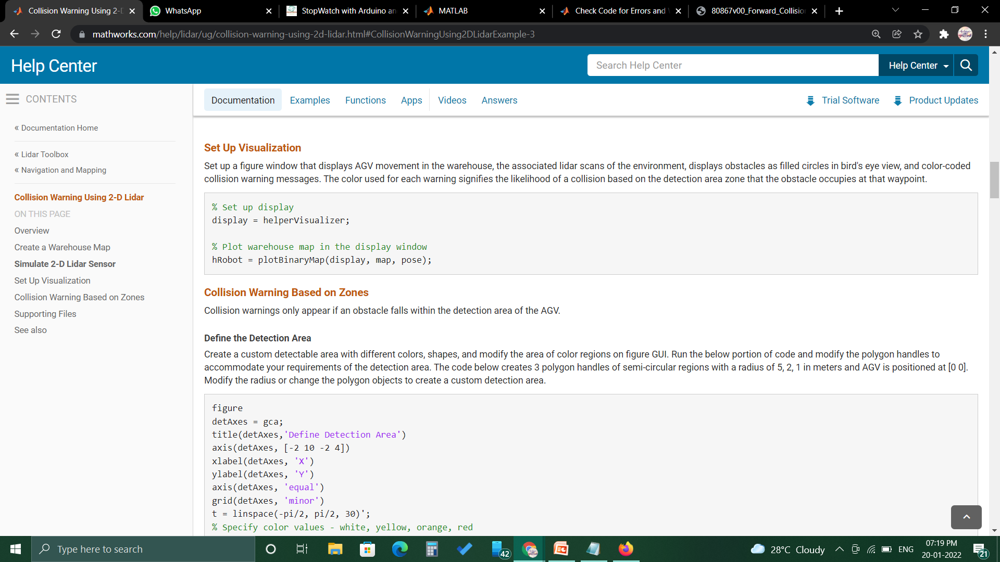 Collision Warning Using 2-D
WhatsApp
StopWatch with Arduino an
MATLAB
Check Code for Errors and
80867v00_Forward_Collision
mathworks.com/help/lidar/ug/collision-warning-using-2d-lidar.html#CollisionWarningUsing2DLidarExample-3
Help Center
Search Help Center
Help Center
CONTENTS
Documentation Examples Functions Apps Videos Answers
Trial Software Product Updates
« Documentation Home
« Lidar Toolbox
« Navigation and Mapping
Collision Warning Using 2-D Lidar
ON THIS PAGE
Overview
Create a Warehouse Map
Simulate 2-D Lidar Sensor
Set Up Visualization
Collision Warning Based on Zones
Supporting Files
See also
Set Up Visualization
Set up a figure window that displays AGV movement in the warehouse, the associated lidar scans of the environment, displays obstacles as filled circles in bird's eye view, and color-coded
collision warning messages. The color used for each warning signifies the likelihood of a collision based on the detection area zone that the obstacle occupies at that waypoint.
% Set up display
display = helperVisualizer;
% Plot warehouse map in the display window
hRobot = plotBinaryMap(display, map, pose);
Collision Warning Based on Zones
Collision warnings only appear if an obstacle falls within the detection area of the AGV.
Define the Detection Area
Create a custom detectable area with different colors, shapes, and modify the area of color regions on figure GUI. Run the below portion of code and modify the polygon handles to
accommodate your requirements of the detection area. The code below creates 3 polygon handles of semi-circular regions with a radius of 5, 2, 1 in meters and AGV is positioned at [0 0].
Modify the radius or change the polygon objects to create a custom detection area.
figure
detAxes = gca;
title(detAxes,'Define Detection Area')
axis(detAxes, [-2 10 -2 4])
xlabel(detAxes, 'X')
ylabel(detAxes, 'Y')
axis(detAxes, 'equal')
grid(detAxes, 'minor')
t = linspace(-pi/2, pi/2, 30)';
% Specify color values - white, yellow, orange, red
Type here to search
42
28°C Cloudy
ENG
07:19 PM
20-01-2022
21